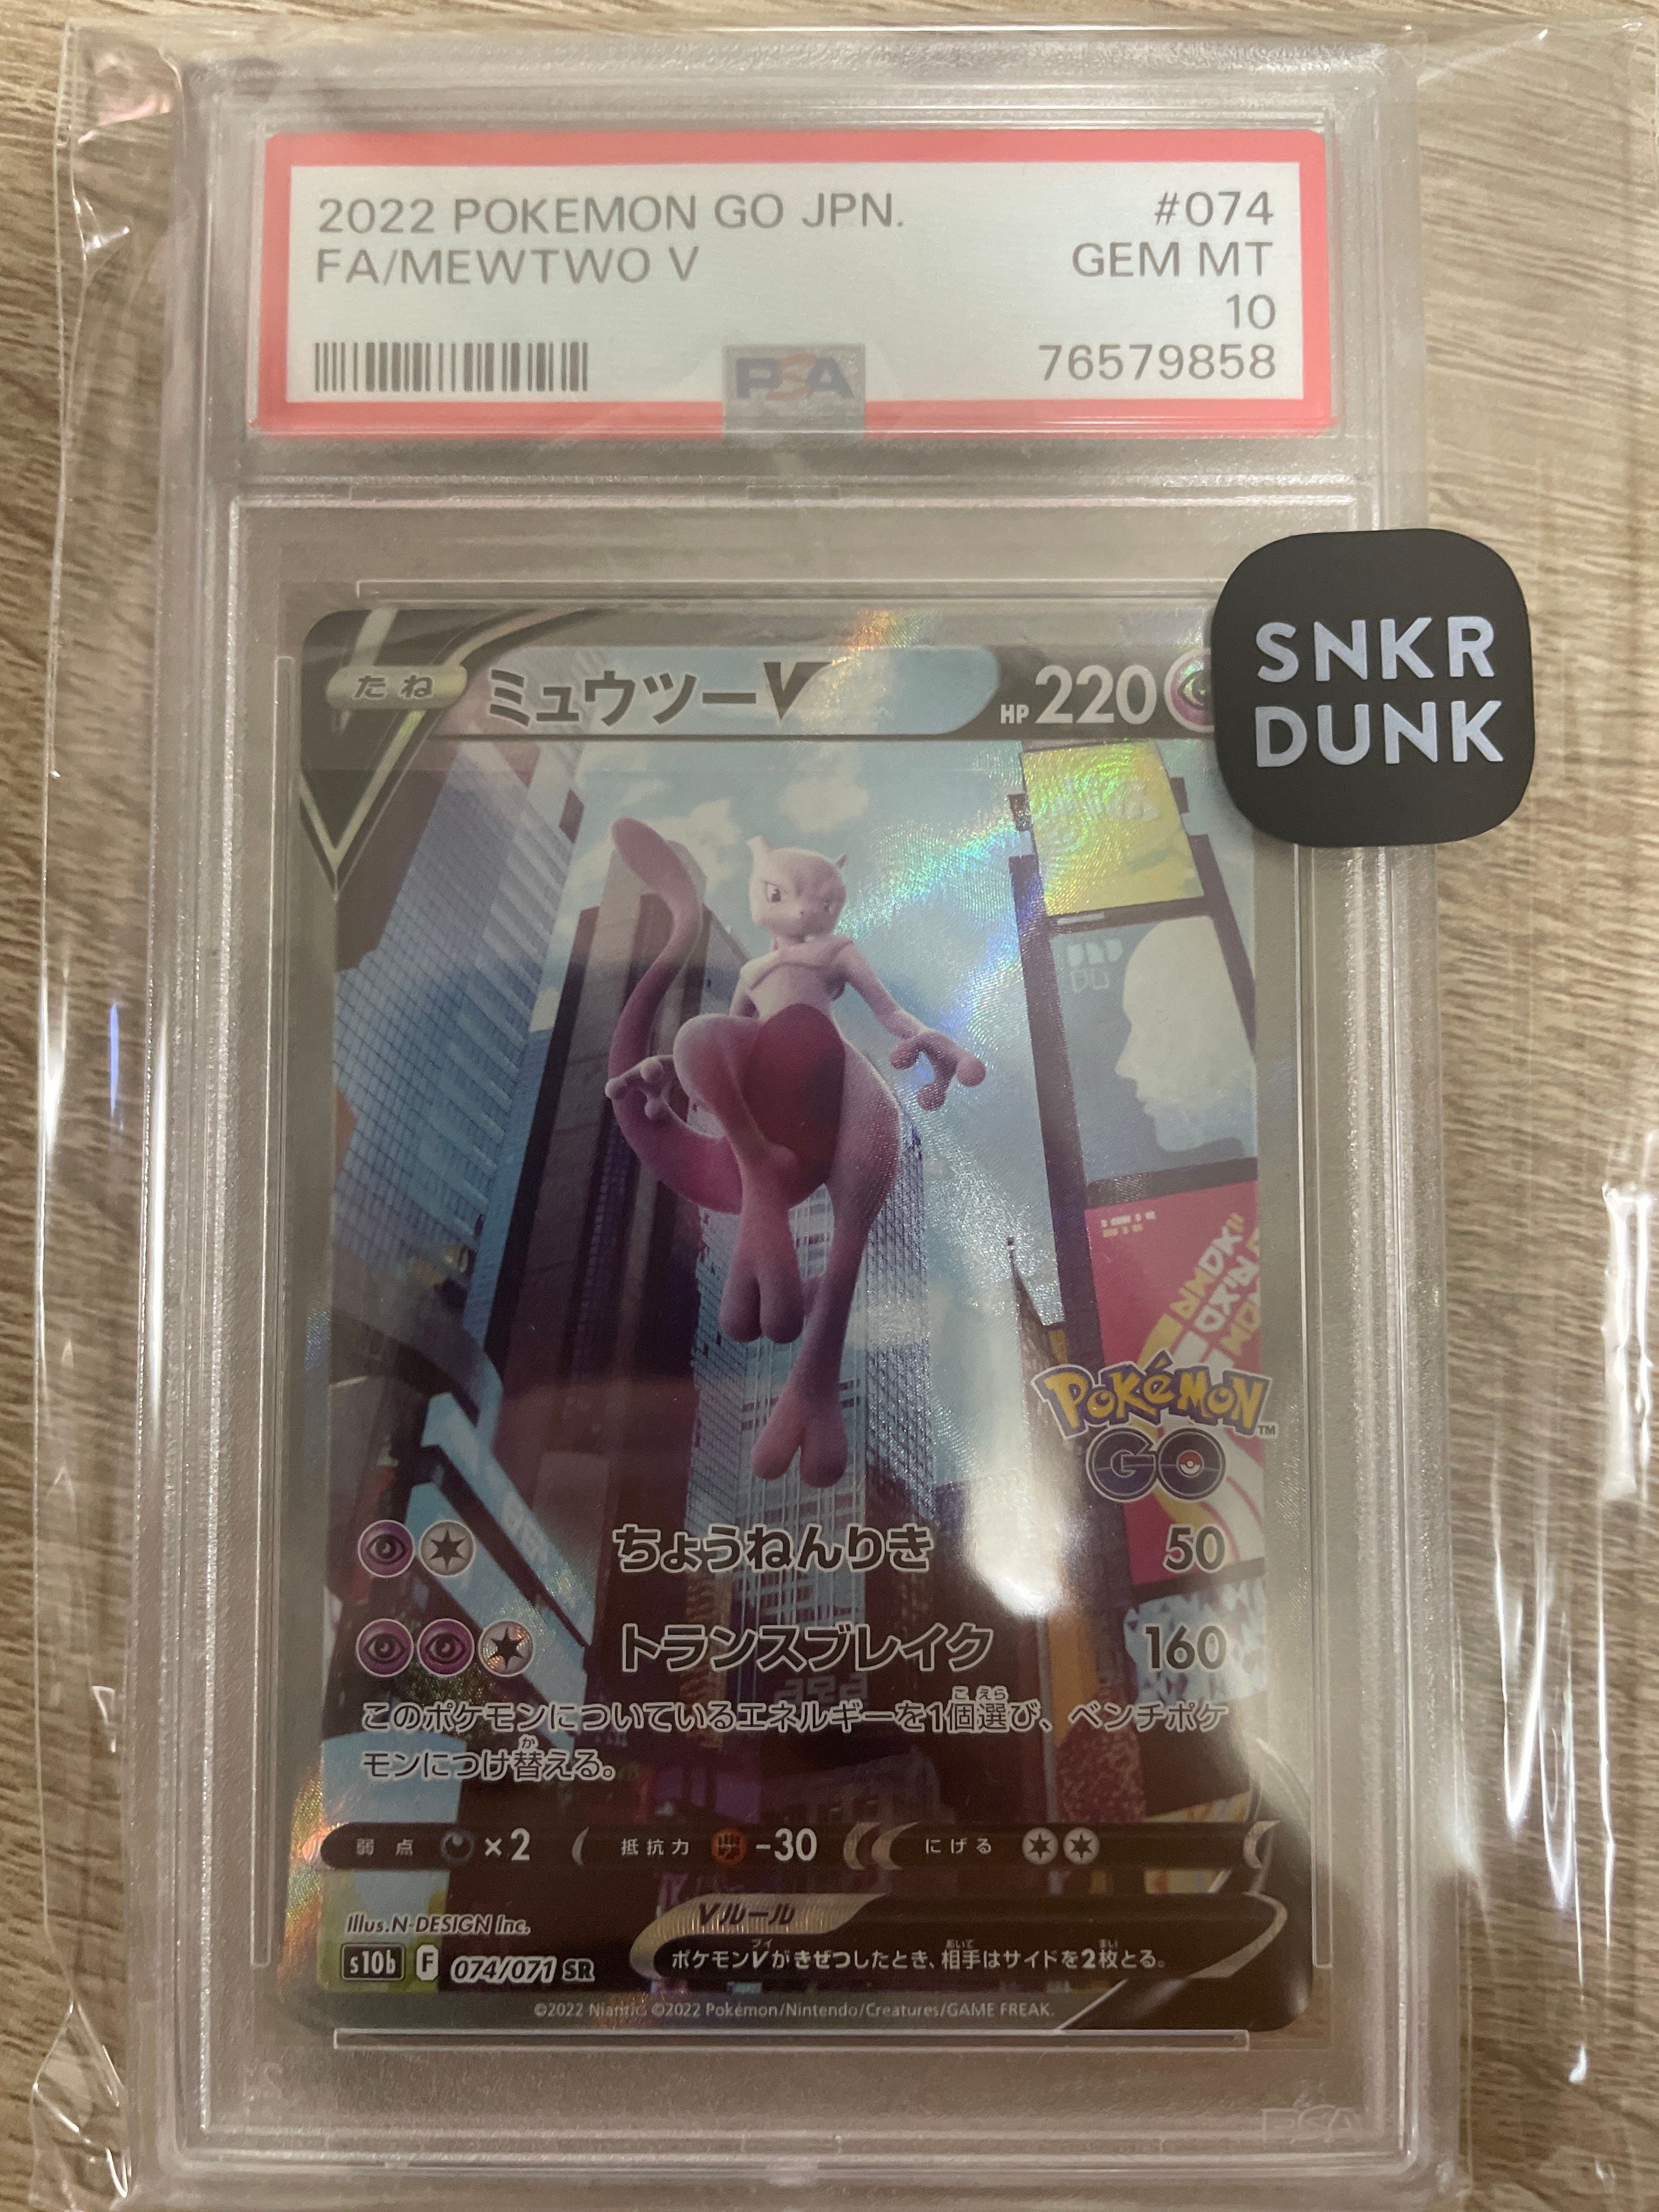 2022 POKEMON GO JPN. #074
FA/MEWTWO V GEM MT
10
PSA 76579858
SNKR
DUNK
たね ミュウツーV HP 220
POKéMON™
GO
ちょうねんりき 50
トランスブレイク 160
このポケモンについているエネルギーを1個選び、ベンチポケ
モンにつけ替える。
弱点 ×2 抵抗力 -30 にげる
Illus.N-DESIGN Inc.
Vルール
ポケモンVがきぜつしたとき、相手はサイドを2枚とる。
s10b F 074/071 SR
©2022 Niantic ©2022 Pokémon/Nintendo/Creatures/GAME FREAK.
PSA